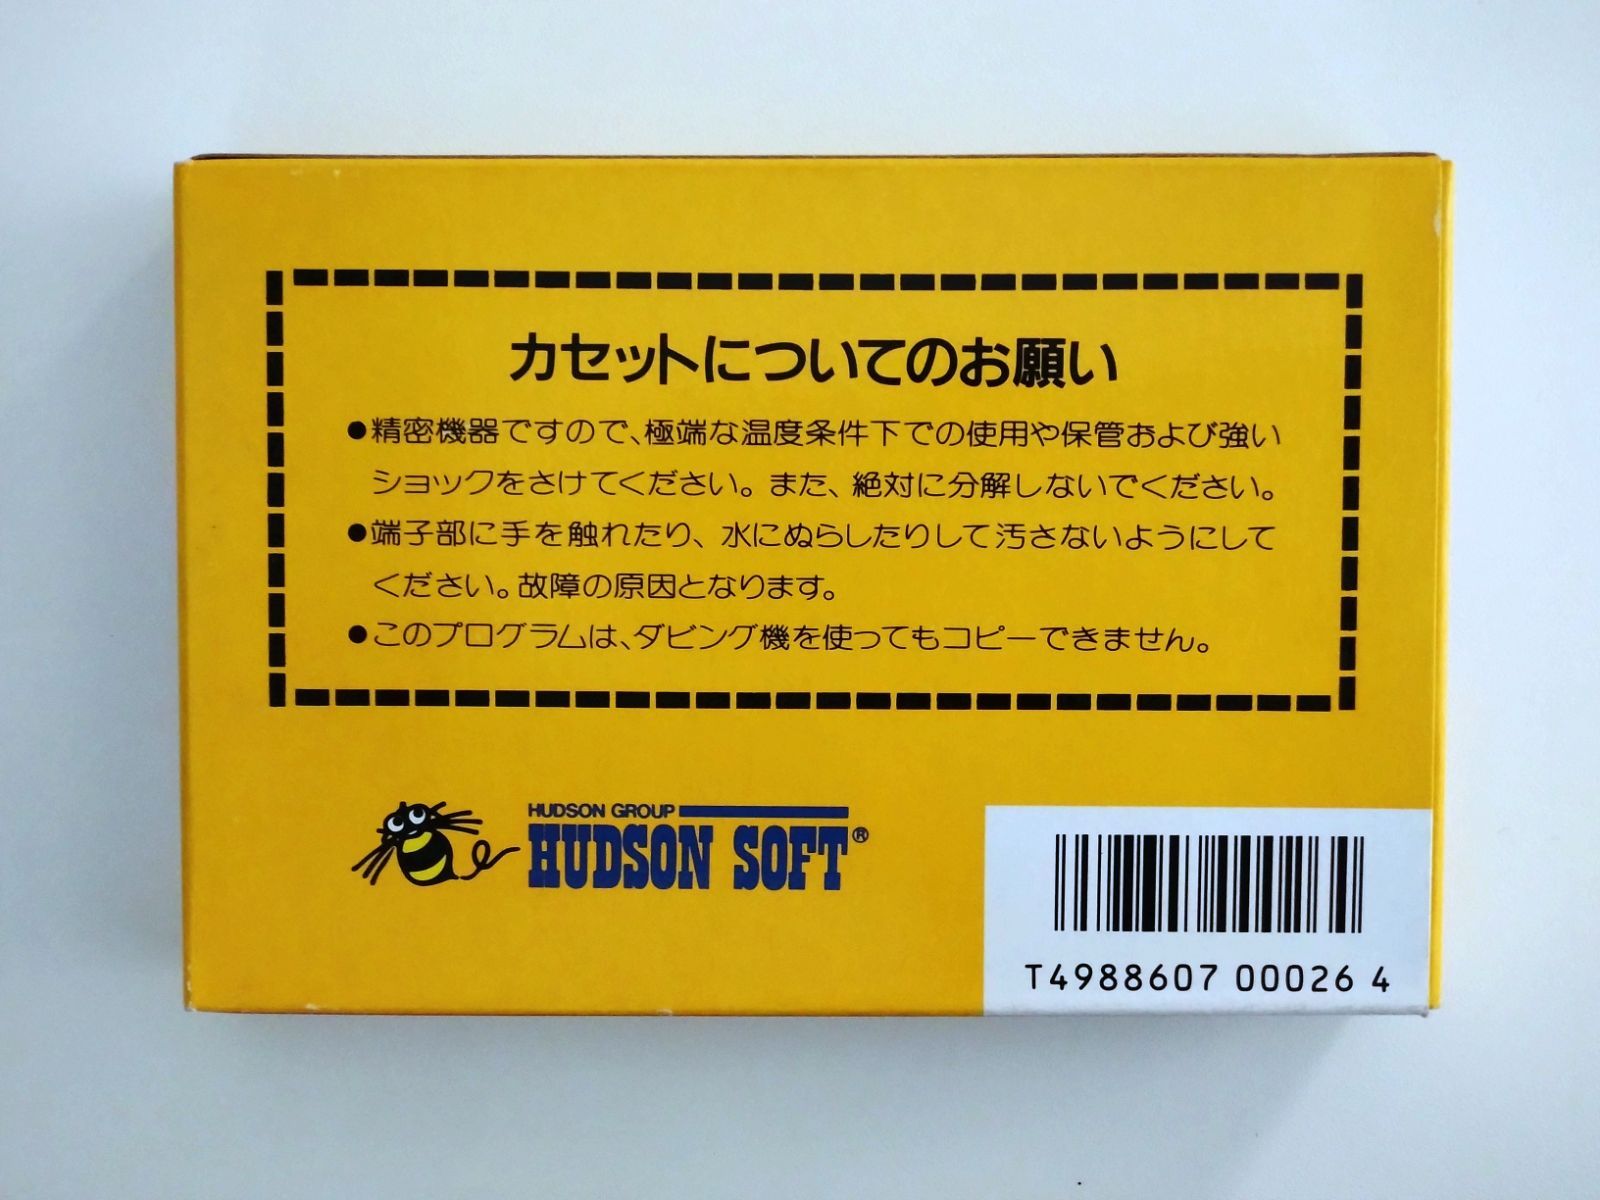 カセットについてのお願い
●精密機器ですので、極端な温度条件下での使用や保管および強い
ショックをさけてください。また、絶対に分解しないでください。
●端子部に手を触れたり、水にぬらしたりして汚さないようにして
ください。故障の原因となります。
●このプログラムは、ダビング機を使ってもコピーできません。
HUDSON GROUP
HUDSON SOFT®
T4988607 00026 4